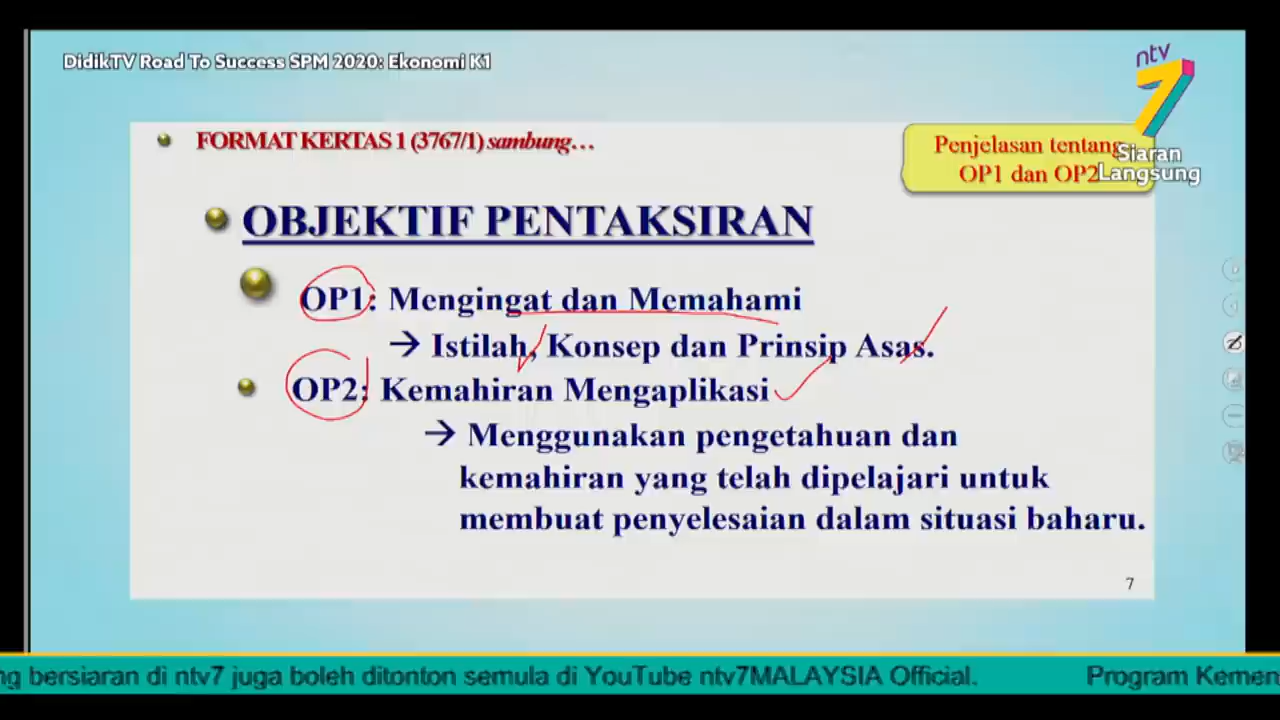 DidikTV Road To Success SPM 2020: Ekonomi K1
ntv
7
Siaran
Langsung
FORMAT KERTAS 1 (3767/1) sambung…
Penjelasan tentang
OP1 dan OP2
OBJEKTIF PENTAKSIRAN
OP1: Mengingat dan Memahami
→ Istilah, Konsep dan Prinsip Asas.
OP2: Kemahiran Mengaplikasi
→ Menggunakan pengetahuan dan
kemahiran yang telah dipelajari untuk
membuat penyelesaian dalam situasi baharu.
7
ng bersiaran di ntv7 juga boleh ditonton semula di YouTube ntv7MALAYSIA Official. Program Kemen